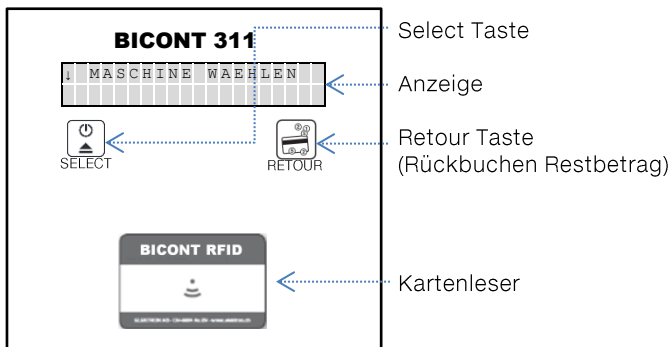 BICONT 311
↓ MASCHINE WAEHLEN
SELECT
RETOUR
BICONT RFID
Select Taste
Anzeige
Retour Taste
(Rückbuchen Restbetrag)
Kartenleser